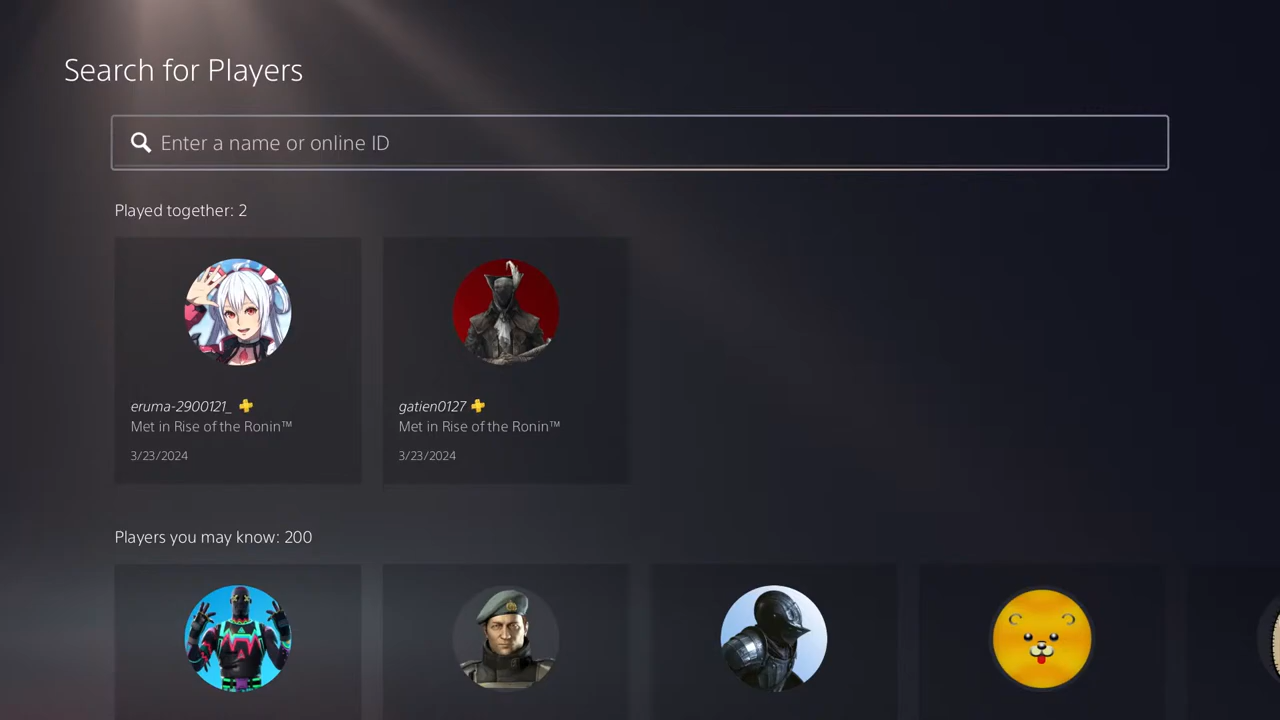 Search for Players
Enter a name or online ID
Played together: 2
eruma-2900121_
Met in Rise of the Ronin™
3/23/2024
gatien0127
Met in Rise of the Ronin™
3/23/2024
Players you may know: 200